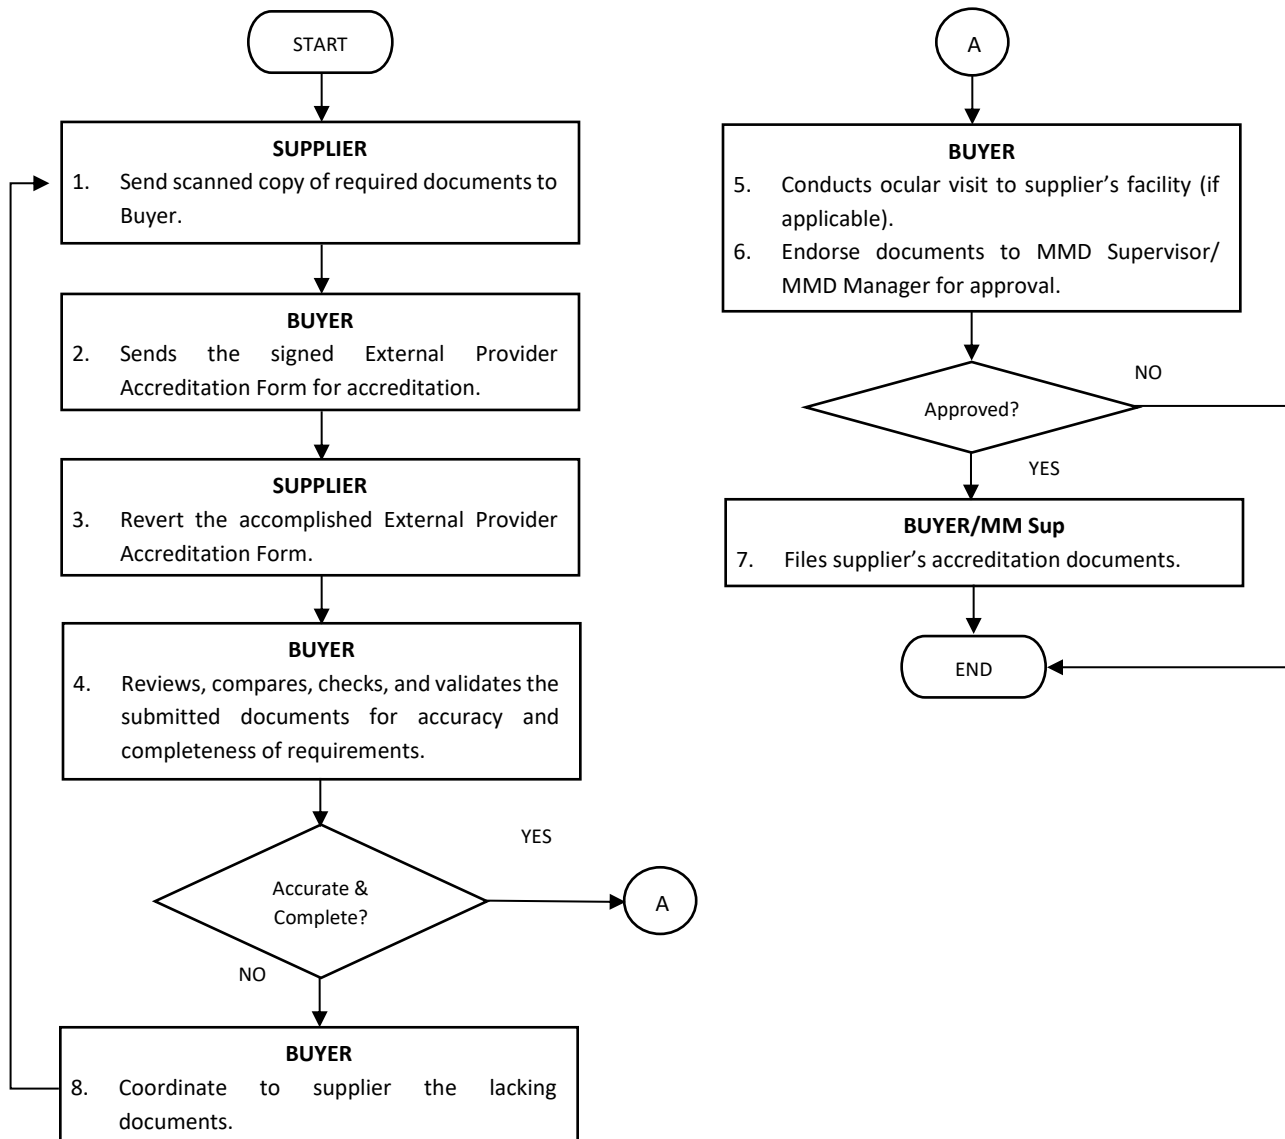 START
SUPPLIER
1. Send scanned copy of required documents to
Buyer.
BUYER
2. Sends the signed External Provider
Accreditation Form for accreditation.
SUPPLIER
3. Revert the accomplished External Provider
Accreditation Form.
BUYER
4. Reviews, compares, checks, and validates the
submitted documents for accuracy and
completeness of requirements.
Accurate &
Complete?
YES
A
NO
BUYER
8. Coordinate to supplier the lacking
documents.
A
BUYER
5. Conducts ocular visit to supplier’s facility (if
applicable).
6. Endorse documents to MMD Supervisor/
MMD Manager for approval.
Approved?
NO
YES
BUYER/MM Sup
7. Files supplier’s accreditation documents.
END